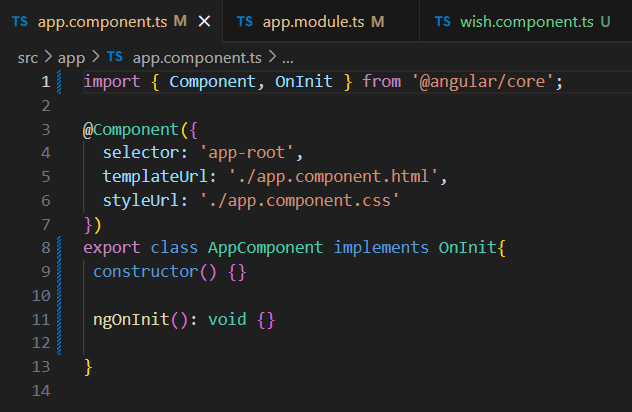 TS app.component.ts M × TS app.module.ts M TS wish.component.ts U
src > app > TS app.component.ts > ...
1 import { Component, OnInit } from '@angular/core';
2
3 @Component({
4   selector: 'app-root',
5   templateUrl: './app.component.html',
6   styleUrl: './app.component.css'
7 })
8 export class AppComponent implements OnInit{
9  constructor() {}
10
11  ngOnInit(): void {}
12
13 }
14